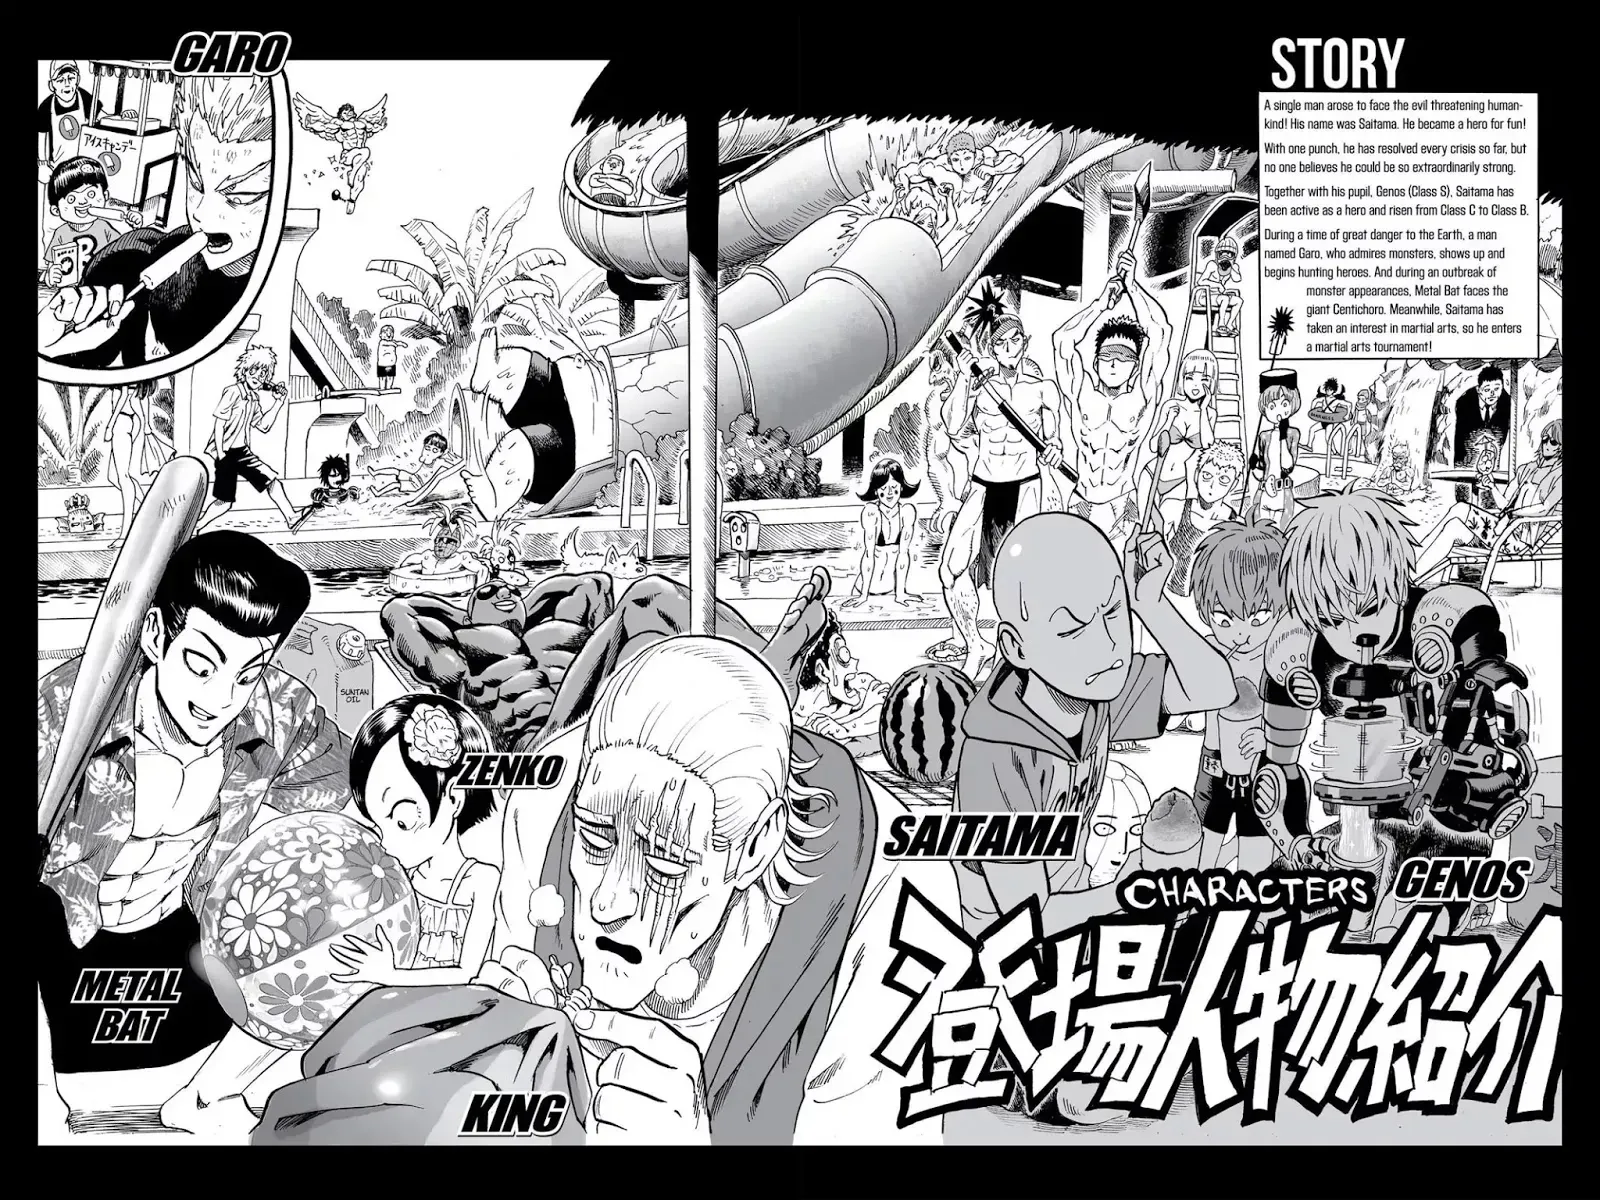 GARO
アイスキャンデー
STORY
A single man arose to face the evil threatening human-
kind! His name was Saitama. He became a hero for fun!
With one punch, he has resolved every crisis so far, but
no one believes he could be so extraordinarily strong.
Together with his pupil, Genos (Class S), Saitama has
been active as a hero and risen from Class C to Class B.
During a time of great danger to the Earth, a man
named Garo, who admires monsters, shows up and
begins hunting heroes. And during an outbreak of
monster appearances, Metal Bat faces the
giant Centichoro. Meanwhile, Saitama has
taken an interest in martial arts, so he enters
a martial arts tournament!
SUNTAN
OIL
ZENKO
SAITAMA
GENOS
CHARACTERS
登場人物紹介
METAL
BAT
KING